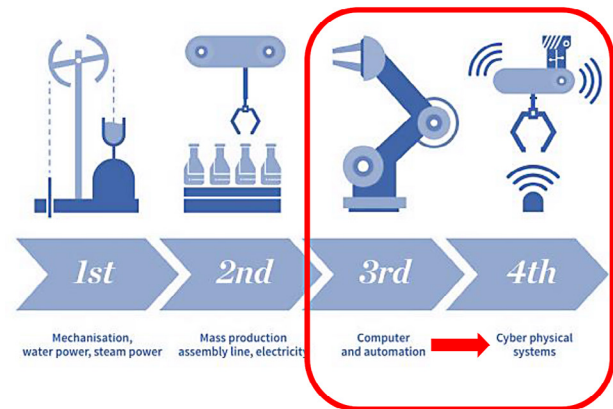 1st
2nd
3rd
4th
Mechanisation,
water power, steam power
Mass production
assembly line, electricity
Computer
and automation
Cyber physical
systems